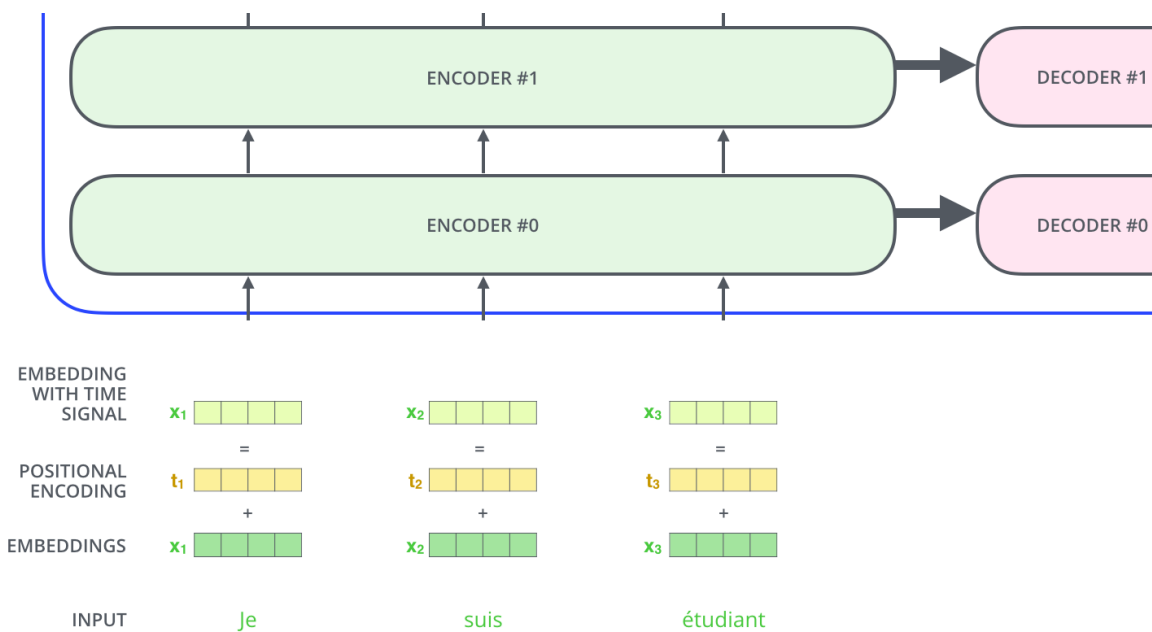 ENCODER #1
DECODER #1
ENCODER #0
DECODER #0
EMBEDDING
WITH TIME
SIGNAL
x₁ x₂ x₃
= = =
POSITIONAL
ENCODING
t₁ t₂ t₃
+ + +
EMBEDDINGS x₁ x₂ x₃
INPUT Je suis étudiant